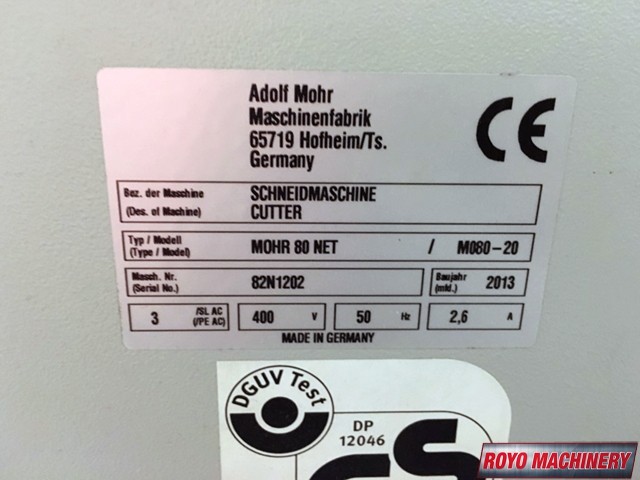 Adolf Mohr
Maschinenfabrik
65719 Hofheim/Ts.
Germany
CE
Bez. der Maschine SCHNEIDMASCHINE
(Des. of Machine) CUTTER
Typ / Modell
(Type / Model) MOHR 80 NET / M080-20
Masch. Nr.
(Serial No.) 82N1202
Baujahr
(mfd.) 2013
3 /SL AC
(/PE AC)
400 V
50 Hz
2,6 A
MADE IN GERMANY
DGUV Test
DP
12046
GS
ROYO MACHINERY